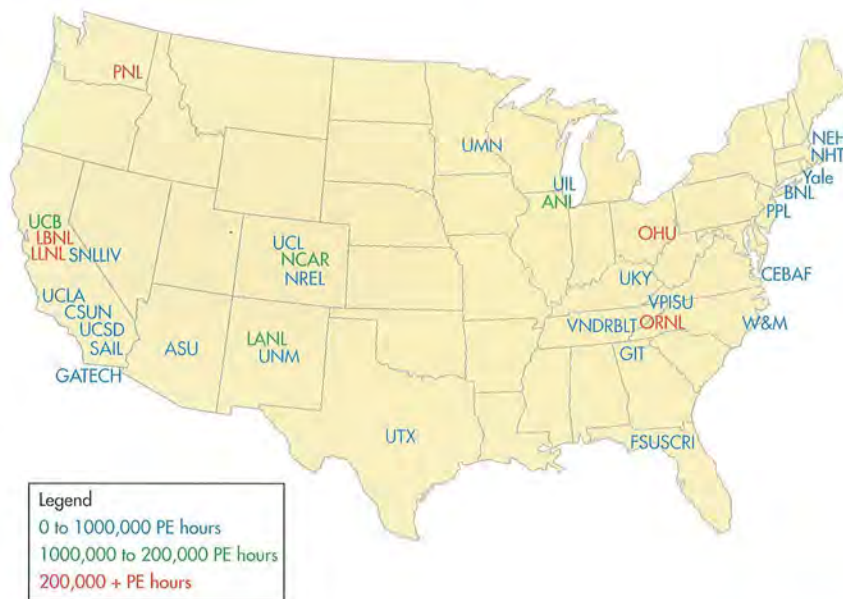 PNL
UMN
NEH
NHT
Yale
BNL
PPL
UIL
ANL
UCB
LBNL
LLNL SNLLIV
UCL
NCAR
NREL
OHU
UKY
CEBAF
VPISU
UCLA
CSUN
UCSD
SAIL
GATECH
ASU
LANL
UNM
VNDRBLT ORNL
W&M
GIT
UTX
FSUSCRI
Legend
0 to 1000,000 PE hours
1000,000 to 200,000 PE hours
200,000 + PE hours